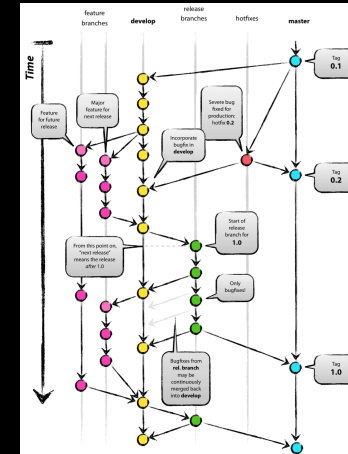 feature
branches
develop
release
branches
hotfixes
master
Time
Tag
0.1
Feature
for future
release
Major
feature for
next release
Severe bug
fixed for
production:
hotfix 0.2
Incorporate
bugfix in
develop
Tag
0.2
Start of
release
branch for
1.0
From this point on,
"next release"
means the release
after 1.0
Only
bugfixes!
Bugfixes from
rel. branch
may be
continuously
merged back
into develop
Tag
1.0